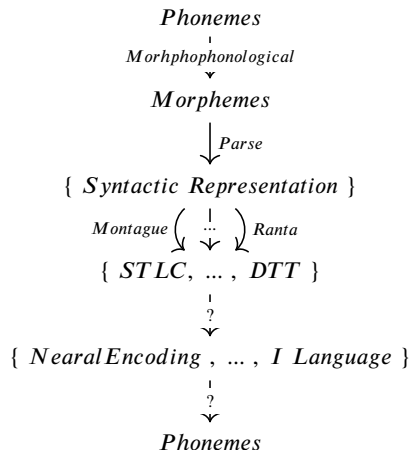 Phonemes
Morhphophonological
Morphemes
Parse
{ Syntactic Representation }
Montague ... Ranta
{ STLC, ... , DTT }
?
{ NearalEncoding , ... , I Language }
?
Phonemes